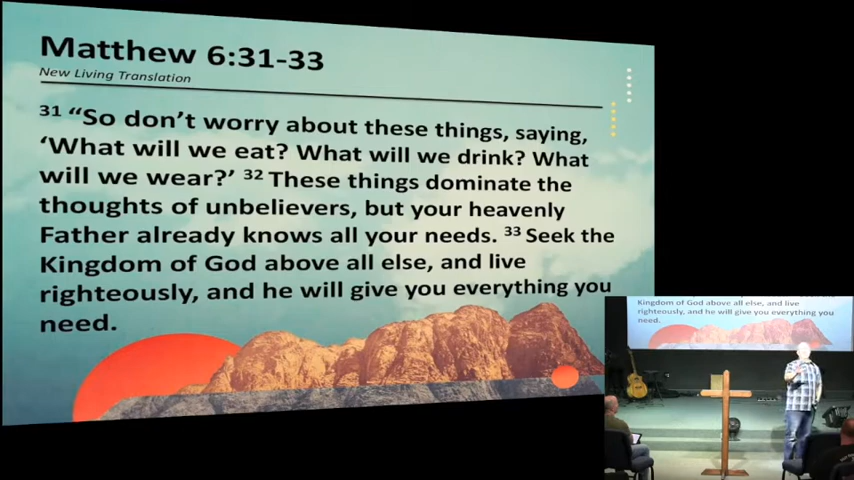 Matthew 6:31-33
New Living Translation
31 “So don’t worry about these things, saying,
‘What will we eat? What will we drink? What
will we wear?’ 32 These things dominate the
thoughts of unbelievers, but your heavenly
Father already knows all your needs. 33 Seek the
Kingdom of God above all else, and live
righteously, and he will give you everything you
need.
Kingdom of God above all else, and live
righteously, and he will give you everything you
need.